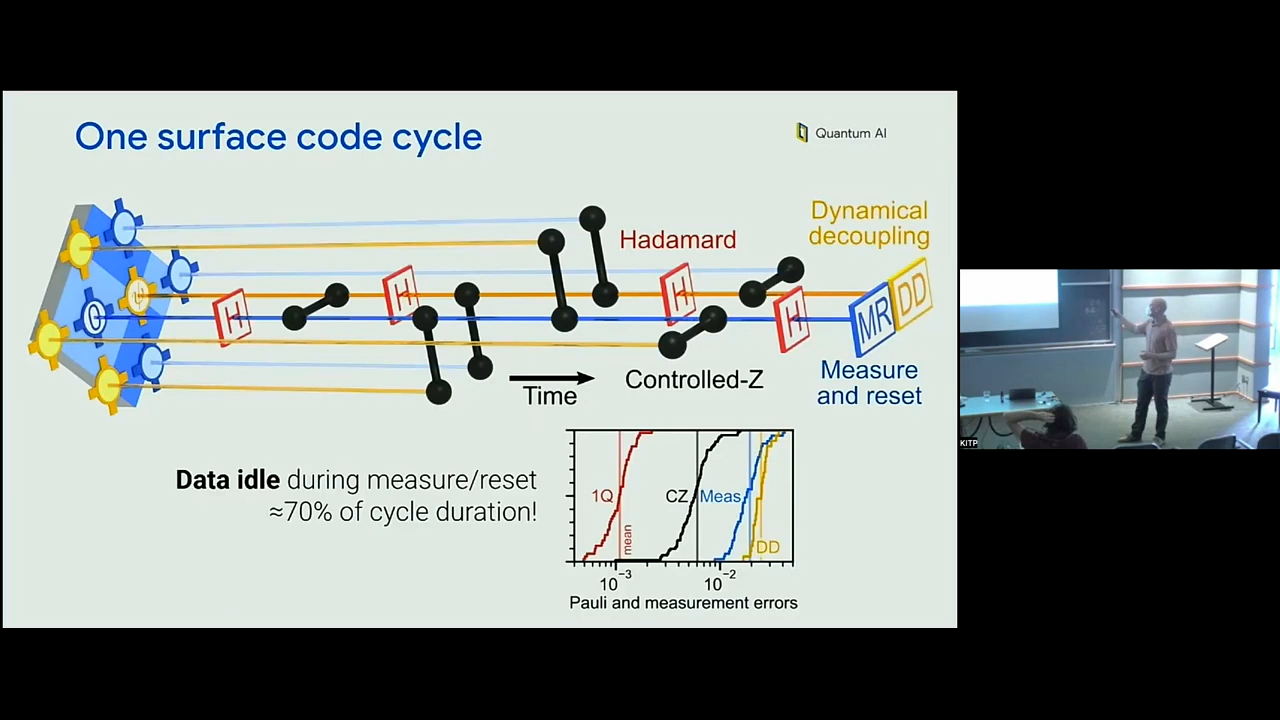 One surface code cycle
Quantum AI
Dynamical
decoupling
Hadamard
H
H
H
H
MR
DD
Time
Controlled-Z
Measure
and reset
Data idle during measure/reset
≈70% of cycle duration!
1Q
mean
CZ
Meas
DD
10⁻³
10⁻²
Pauli and measurement errors
KITP